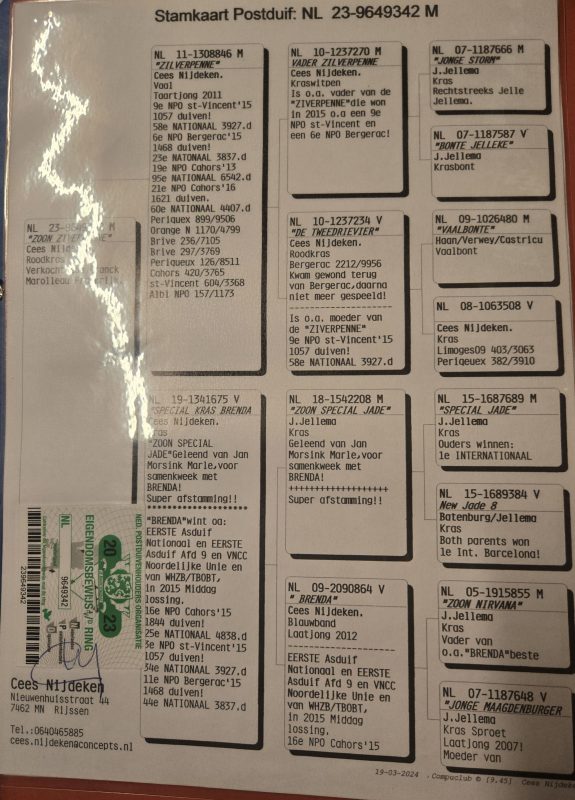 Stamkaart Postduif: NL 23-9649342 M
NL 11-1308846 M
"ZILVERPENNE"
Cees Nijdeken.
Vaal
Taartjong 2011
9e NPO st-Vincent'15
1057 duiven!
58e NATIONAAL 3927.d
6e NPO Bergerac'15
1468 duiven!
23e NATONAAL 3837.d
19e NPO Cahors'13
95e NATIONAAL 6542.d
21e NPO Cahors'16
1621 duiven.
60e NATIONAAL 4407.d
Periquex 899/9506
Orange N 1170/4799
Brive 236/7105
Brive 297/3769
Perigueux 126/8511
Cahors 420/3765
st-Vincent 604/3368
Albi NPO 157/1173
NL 10-1237270 M
VADER ZILVERPENNE
Cees Nijdeken.
Kraswitpen
Is o.a. vader van de
"ZIVERPENNE"die won
in 2015 o.a een 9e
NPO st-Vincent en
een 6e NPO Bergerac!
NL 07-1187666 M
"JONGE STORM"
J.Jellema
Kras
Rechtstreeks Jelle
Jellema.
NL 07-1187587 V
"BONTE JELLEKE"
J.Jellema
Krasbont
NL 10-1237234 V
"DE TWEEDRIEVIER"
Cees Nijdeken.
Roodkras
Bergerac 2212/9956
Kwam gewond terug
van Bergerac,daarna
niet meer gespeeld!
Is o.a. moeder van
de "ZIVERPENNE"
9e NPO st-Vincent'15
1057 duiven!
58e NATIONAAL 3927.d
NL 09-1026480 M
"VAALBONTE"
Haan/Verwey/Castricu
Vaalbont
NL 08-1063508 V
Cees Nijdeken.
Kras
Limoges09 403/3063
Perigeuex 382/3910
NL 23-
"ZOON
Cees
Roodkras
NL 19-1341675 V
"SPECIAL KRAS BRENDA
Cees Nijdeken.
Kras
"ZOON SPECIAL
JADE"Geleend van Jan
Morsink Marle,voor
samenkweek met
BRENDA!
Super afstamming!!
"BRENDA"wint oa:
EERSTE Asduif
Nationaal en EERSTE
Asduif Afd 9 en VNCC
Noordelijke Unie en
van WHZB/TBOT,
in 2015 Middag
lossing.
16e NPO Cahors'15
1844 duiven!
25e NATIONAAL 4838.d
3e NPO st-Vincent'15
1057 duiven!
34e NATIONAAL 3927.d
11e NPO Bergerac'15
1468 duiven!
44e NATIONAAL 3837.d
NL 18-1542208 M
"ZOON SPECIAL JADE"
J.Jellema
Kras
Geleend van Jan
Morsink Marle,voor
samenkweek met
BRENDA!
++++++++++++++++++++
Super afstamming!!
NL 15-1687689 M
"SPECIAL JADE"
J.Jellema
Kras
Ouders winnen:
1e INTERNATIONAAL
NL 15-1689384 V
New Jade 8
Batenburg/Jellema
Kras
Both parents won
1e Int. Barcelona!
NL 09-2090864 V
" BRENDA"
Cees Nijdeken.
Blauwband
Laatjong 2012
EERSTE Asduif
Nationaal en EERSTE
Asduif Afd 9 en VNCC
Noordelijke Unie en
van WHZB/TBOT,
in 2015 Middag
lossing.
16e NPO Cahors'15
NL 05-1915855 M
"ZOON NIRVANA"
J.Jellema
Kras
Vader van
o.a."BRENDA"beste
NL 07-1187648 V
"JONGE MAAGDENBURGER
J.Jellema
Kras Sproet
Laatjong 2007!
Moeder van
NED. POSTDUIVENHOUDERS ORGANISATIE
2023
EIGENDOMSBEWIJS v/d RING
NL
9649342
239649342
Cees Nijdeken
Nieuwenhuisstraat 44
7462 MN Rijssen
Tel.:0640465885
cees.nijdeken@concepts.nl
19-03-2024 , Compuclub © [9.45] Cees Nijdeke